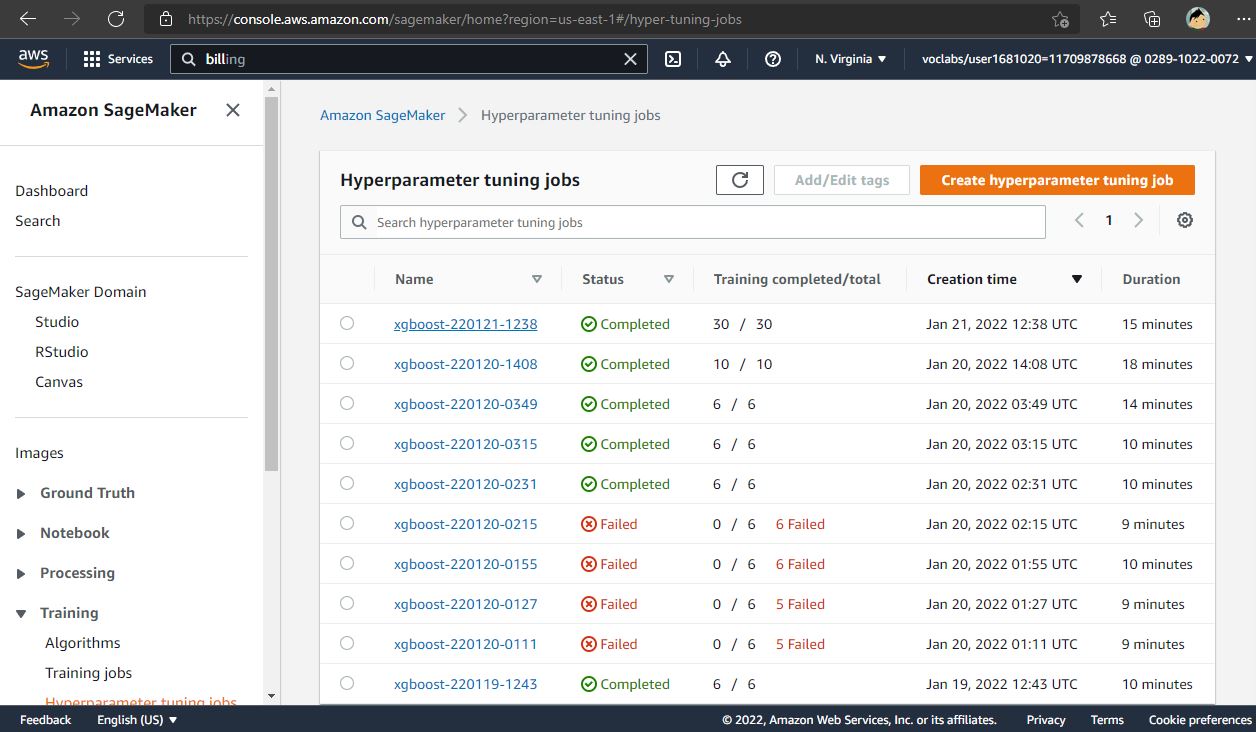 https://console.aws.amazon.com/sagemaker/home?region=us-east-1#/hyper-tuning-jobs
aws Services billing N. Virginia ▼ voclabs/user1681020=11709878668 @ 0289-1022-0072 ▼
Amazon SageMaker
Dashboard
Search
SageMaker Domain
Studio
RStudio
Canvas
Images
Ground Truth
Notebook
Processing
Training
Algorithms
Training jobs
Hyperparameter tuning jobs
Amazon SageMaker > Hyperparameter tuning jobs
Hyperparameter tuning jobs Add/Edit tags Create hyperparameter tuning job
Search hyperparameter tuning jobs 1
Name Status Training completed/total Creation time Duration
xgboost-220121-1238 Completed 30 / 30 Jan 21, 2022 12:38 UTC 15 minutes
xgboost-220120-1408 Completed 10 / 10 Jan 20, 2022 14:08 UTC 18 minutes
xgboost-220120-0349 Completed 6 / 6 Jan 20, 2022 03:49 UTC 14 minutes
xgboost-220120-0315 Completed 6 / 6 Jan 20, 2022 03:15 UTC 10 minutes
xgboost-220120-0231 Completed 6 / 6 Jan 20, 2022 02:31 UTC 10 minutes
xgboost-220120-0215 Failed 0 / 6 6 Failed Jan 20, 2022 02:15 UTC 9 minutes
xgboost-220120-0155 Failed 0 / 6 6 Failed Jan 20, 2022 01:55 UTC 10 minutes
xgboost-220120-0127 Failed 0 / 6 5 Failed Jan 20, 2022 01:27 UTC 9 minutes
xgboost-220120-0111 Failed 0 / 6 5 Failed Jan 20, 2022 01:11 UTC 9 minutes
xgboost-220119-1243 Completed 6 / 6 Jan 19, 2022 12:43 UTC 10 minutes
Feedback English (US) ▼ © 2022, Amazon Web Services, Inc. or its affiliates. Privacy Terms Cookie preferences